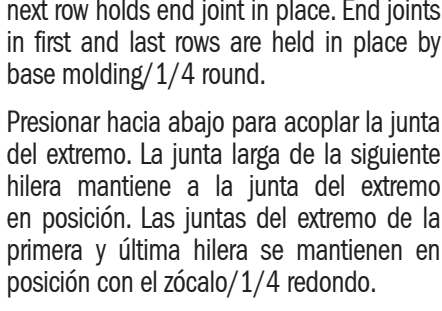 next row holds end joint in place. End joints
in first and last rows are held in place by
base molding/1/4 round.
Presionar hacia abajo para acoplar la junta
del extremo. La junta larga de la siguiente
hilera mantiene a la junta del extremo
en posición. Las juntas del extremo de la
primera y última hilera se mantienen en
posición con el zócalo/1/4 redondo.